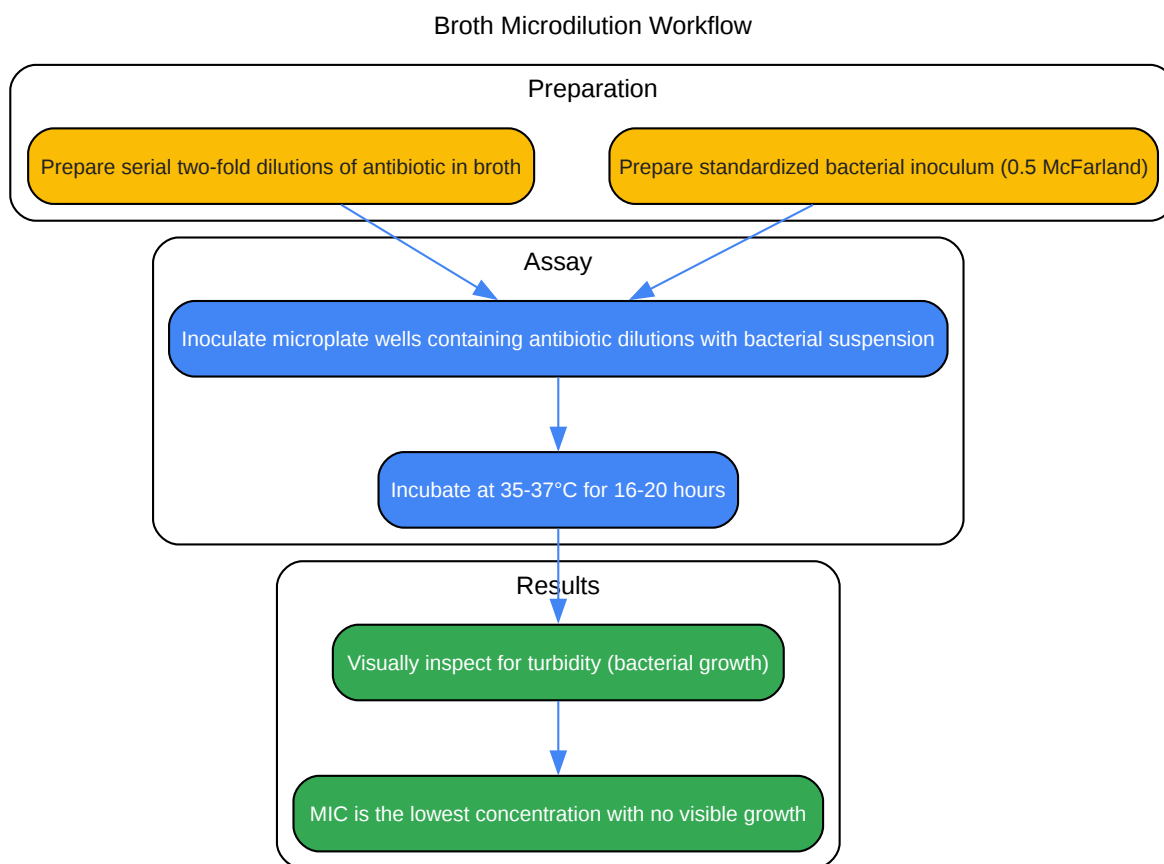 Broth Microdilution Workflow
Preparation
Prepare serial two-fold dilutions of antibiotic in broth
Prepare standardized bacterial inoculum (0.5 McFarland)
Assay
Inoculate microplate wells containing antibiotic dilutions with bacterial suspension
Incubate at 35-37°C for 16-20 hours
Results
Visually inspect for turbidity (bacterial growth)
MIC is the lowest concentration with no visible growth